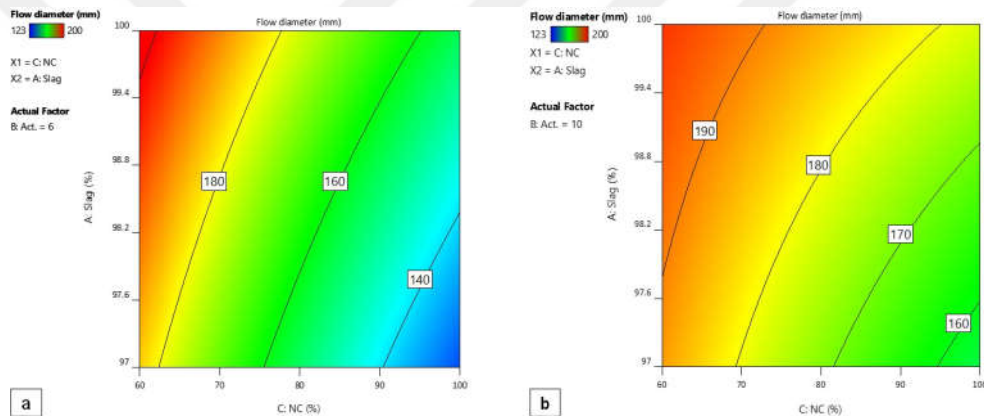 Flow diameter (mm)
123 200
X1 = C: NC
X2 = A: Slag
Actual Factor
B: Act. = 6
Flow diameter (mm)
A: Slag (%)
100
99.4
98.8
98.2
97.6
97
180
160
140
60 70 80 90 100
C: NC (%)
a
Flow diameter (mm)
123 200
X1 = C: NC
X2 = A: Slag
Actual Factor
B: Act. = 10
Flow diameter (mm)
A: Slag (%)
100
99.4
98.8
98.2
97.6
97
190
180
170
160
60 70 80 90 100
C: NC (%)
b